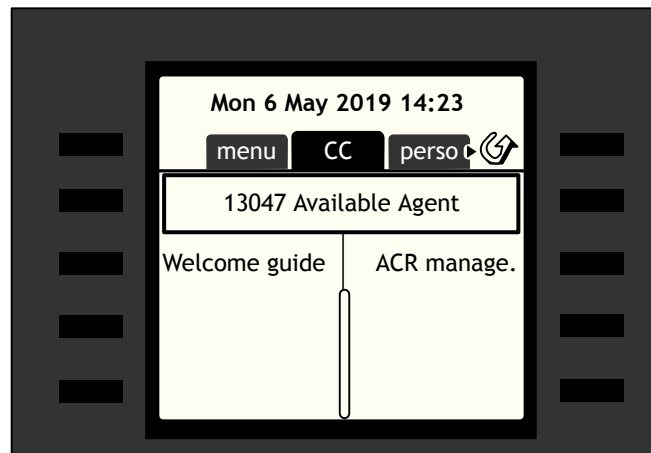 Mon 6 May 2019 14:23
menu CC perso
13047 Available Agent
Welcome guide ACR manage.